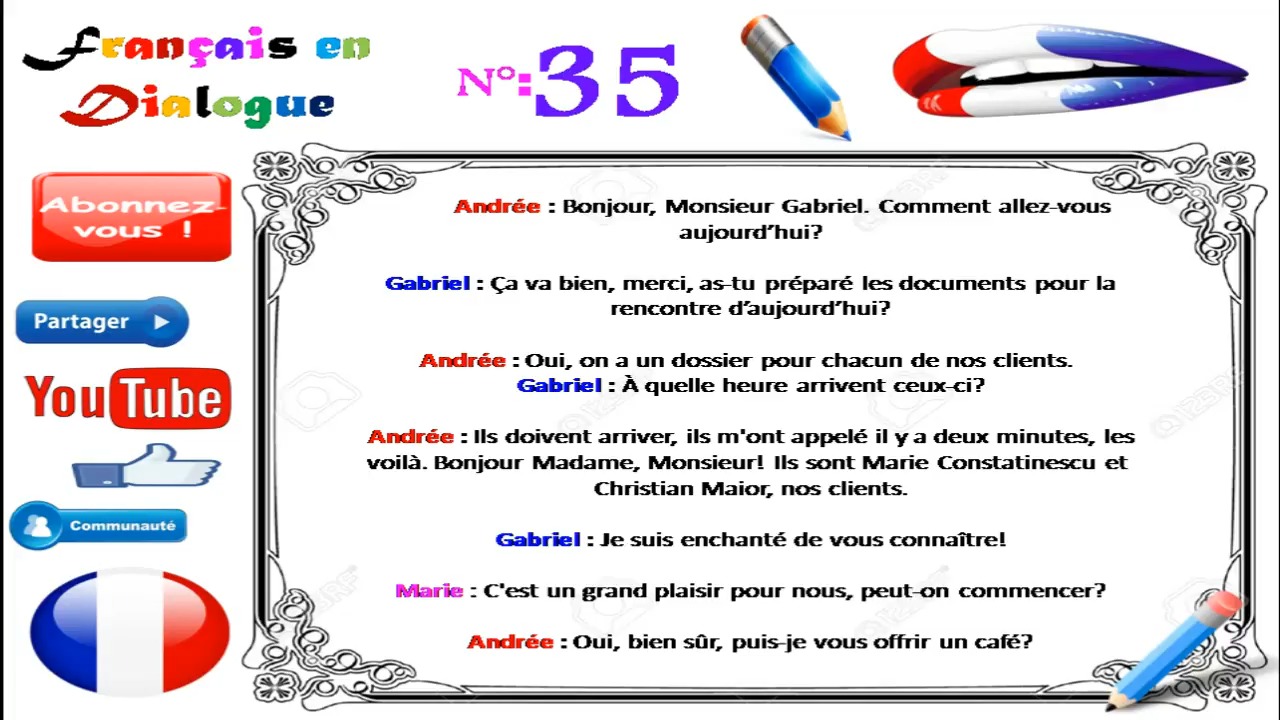 Français en
Dialogue
N°:35
Abonnez-
vous !
Partager
YouTube
Communauté
Andrée : Bonjour, Monsieur Gabriel. Comment allez-vous
aujourd’hui?
Gabriel : Ça va bien, merci, as-tu préparé les documents pour la
rencontre d’aujourd’hui?
Andrée : Oui, on a un dossier pour chacun de nos clients.
Gabriel : À quelle heure arrivent ceux-ci?
Andrée : Ils doivent arriver, ils m'ont appelé il y a deux minutes, les
voilà. Bonjour Madame, Monsieur! Ils sont Marie Constatinescu et
Christian Maior, nos clients.
Gabriel : Je suis enchanté de vous connaître!
Marie : C'est un grand plaisir pour nous, peut-on commencer?
Andrée : Oui, bien sûr, puis-je vous offrir un café?